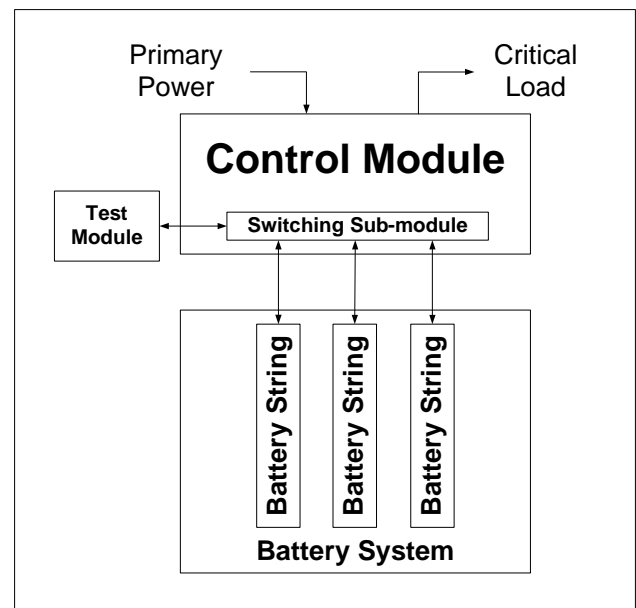 Primary
Power
Critical
Load
Control Module
Test
Module
Switching Sub-module
Battery String
Battery String
Battery String
Battery System